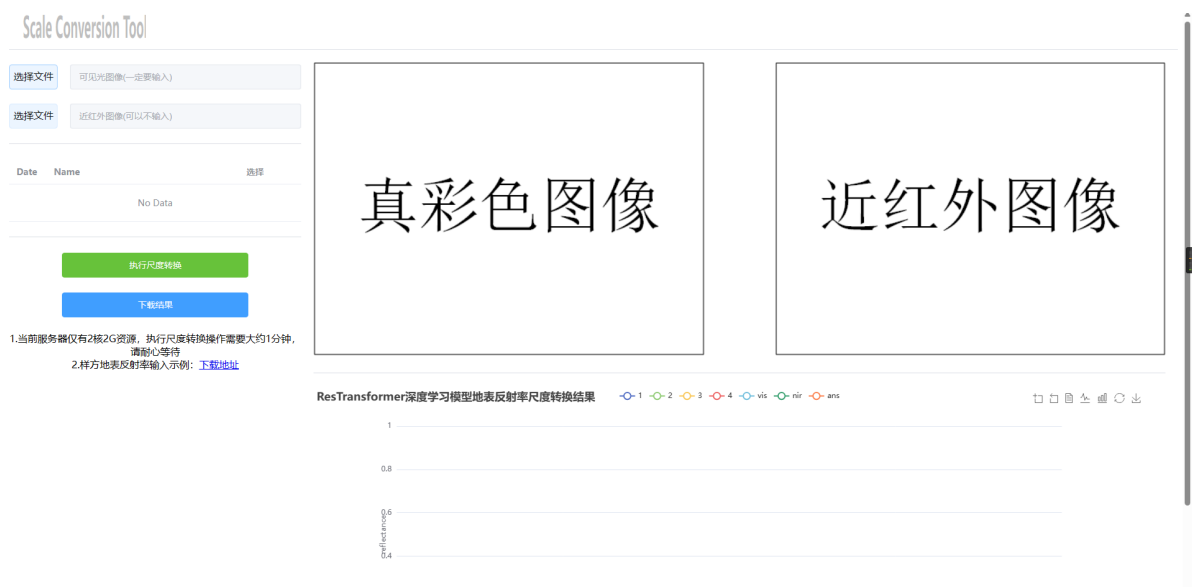 Scale Conversion Tool
选择文件 可见光图像(一定要输入)
选择文件 近红外图像(可以不输入)
Date Name 选择
No Data
执行尺度转换
下载结果
1.当前服务器仅有2核2G资源，执行尺度转换操作需要大约1分钟，
请耐心等待
2.样方地表反射率输入示例：下载地址
真彩色图像
近红外图像
ResTransformer深度学习模型地表反射率尺度转换结果 1 2 3 4 vis nir ans
1
0.8
0.6
0.4
reflectance